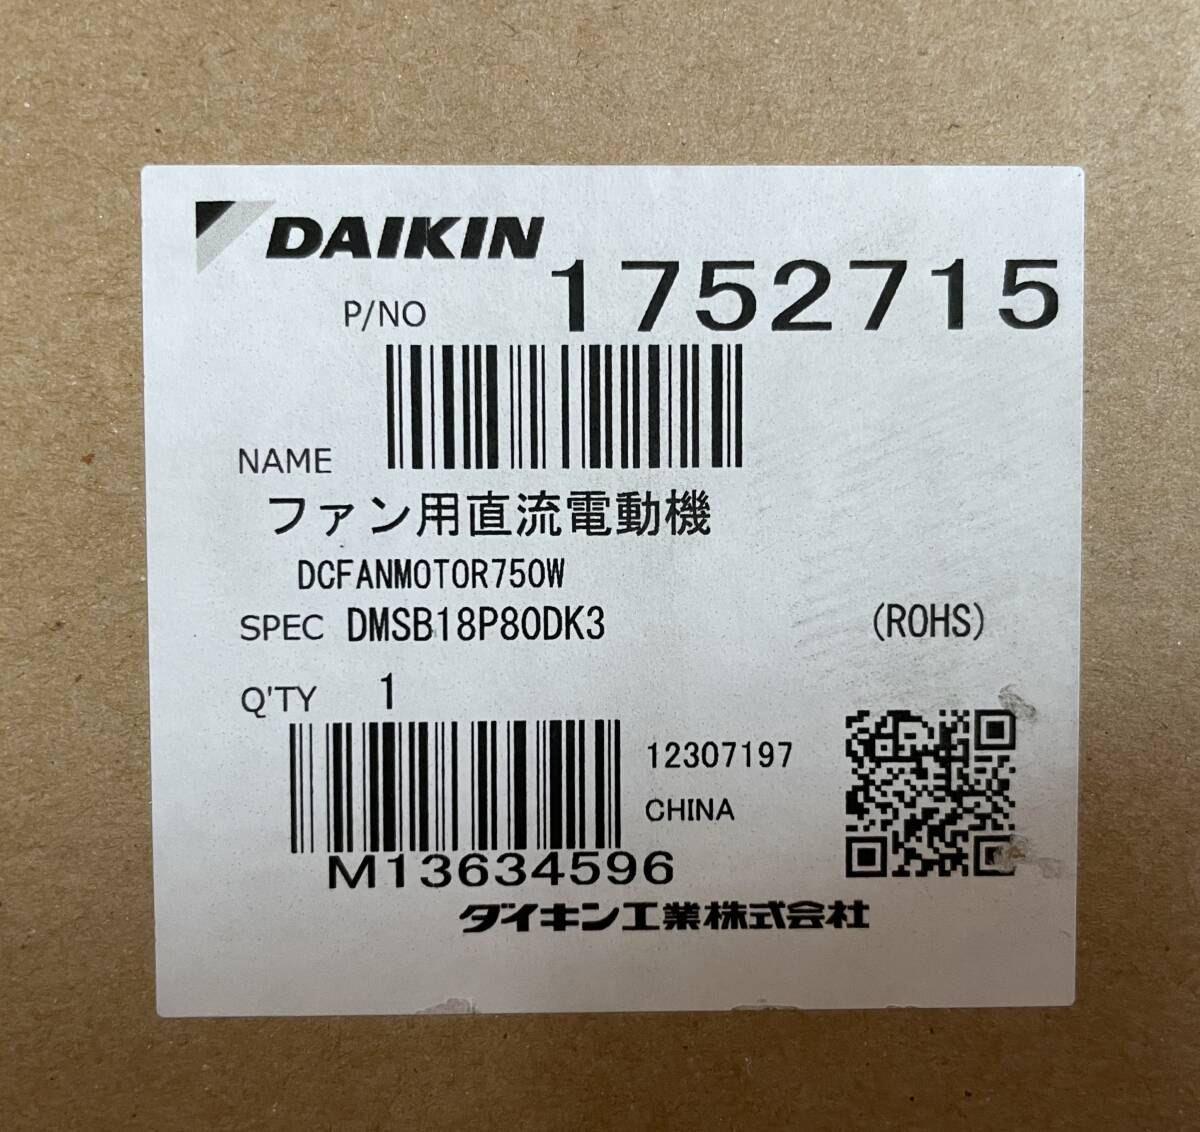 DAIKIN
P/NO 1752715
NAME
ファン用直流電動機
DCFANMOTOR750W
SPEC DMSB18P80DK3 (ROHS)
Q'TY 1
12307197
CHINA
M13634596
ダイキン工業株式会社